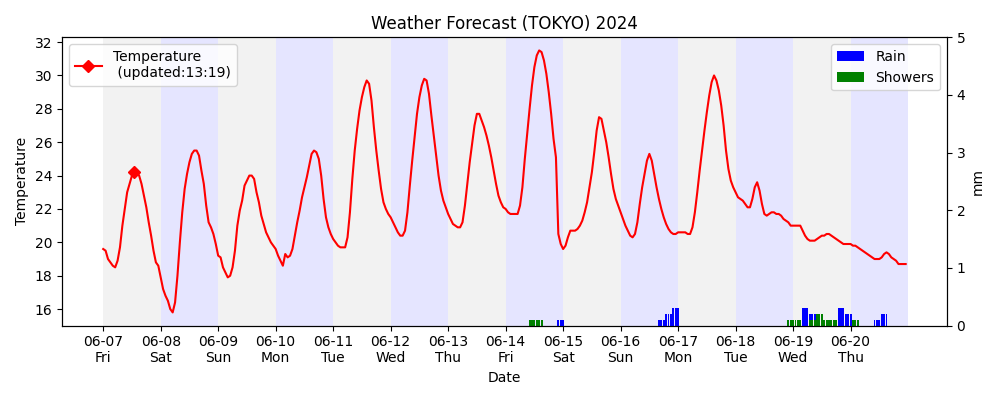 Weather Forecast (TOKYO) 2024
Temperature
(updated:13:19)
Rain
Showers
32
30
28
26
24
22
20
18
16
Temperature
5
4
3
2
1
0
mm
06-07 06-08 06-09 06-10 06-11 06-12 06-13 06-14 06-15 06-16 06-17 06-18 06-19 06-20
Fri Sat Sun Mon Tue Wed Thu Fri Sat Sun Mon Tue Wed Thu
Date